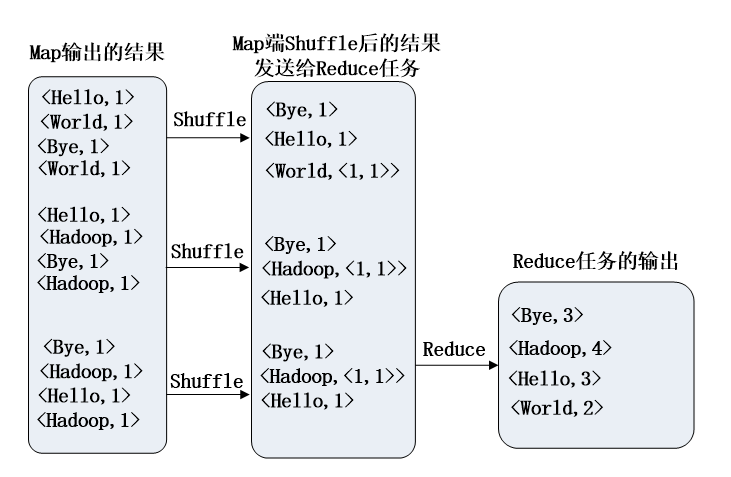 Map输出的结果
<Hello,1>
<World,1>
<Bye,1>
<World,1>
<Hello,1>
<Hadoop,1>
<Bye,1>
<Hadoop,1>
<Bye,1>
<Hadoop,1>
<Hello,1>
<Hadoop,1>
Shuffle
Shuffle
Shuffle
Map端Shuffle后的结果
发送给Reduce任务
<Bye,1>
<Hello,1>
<World,<1,1>>
<Bye,1>
<Hadoop,<1,1>>
<Hello,1>
<Bye,1>
<Hadoop,<1,1>>
<Hello,1>
Reduce
Reduce任务的输出
<Bye,3>
<Hadoop,4>
<Hello,3>
<World,2>